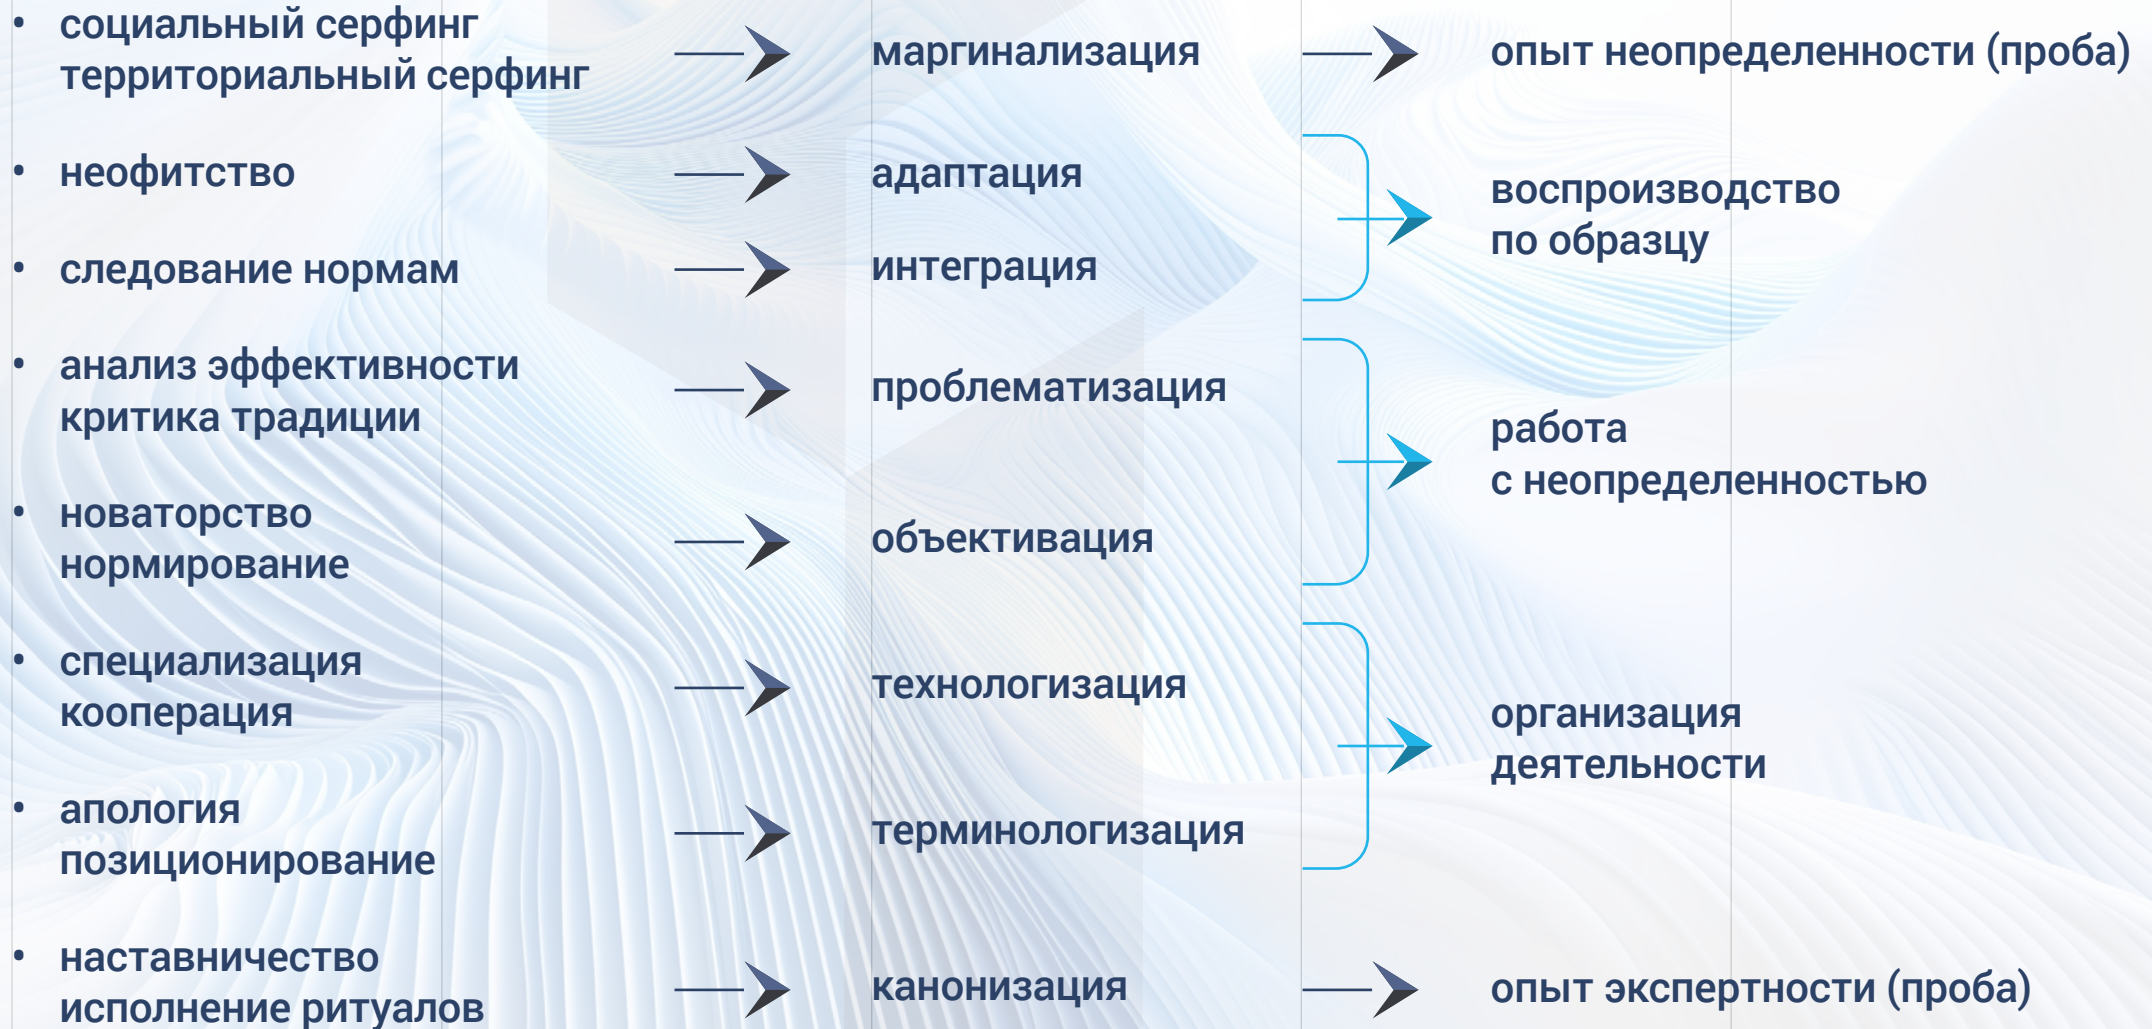 • социальный серфинг
территориальный серфинг
маргинализация
опыт неопределенности (проба)
• неофитство
адаптация
• следование нормам
интеграция
воспроизводство
по образцу
• анализ эффективности
критика традиции
проблематизация
• новаторство
нормирование
объективация
работа
с неопределенностью
• специализация
кооперация
технологизация
• апология
позиционирование
терминологизация
организация
деятельности
• наставничество
исполнение ритуалов
канонизация
опыт экспертности (проба)